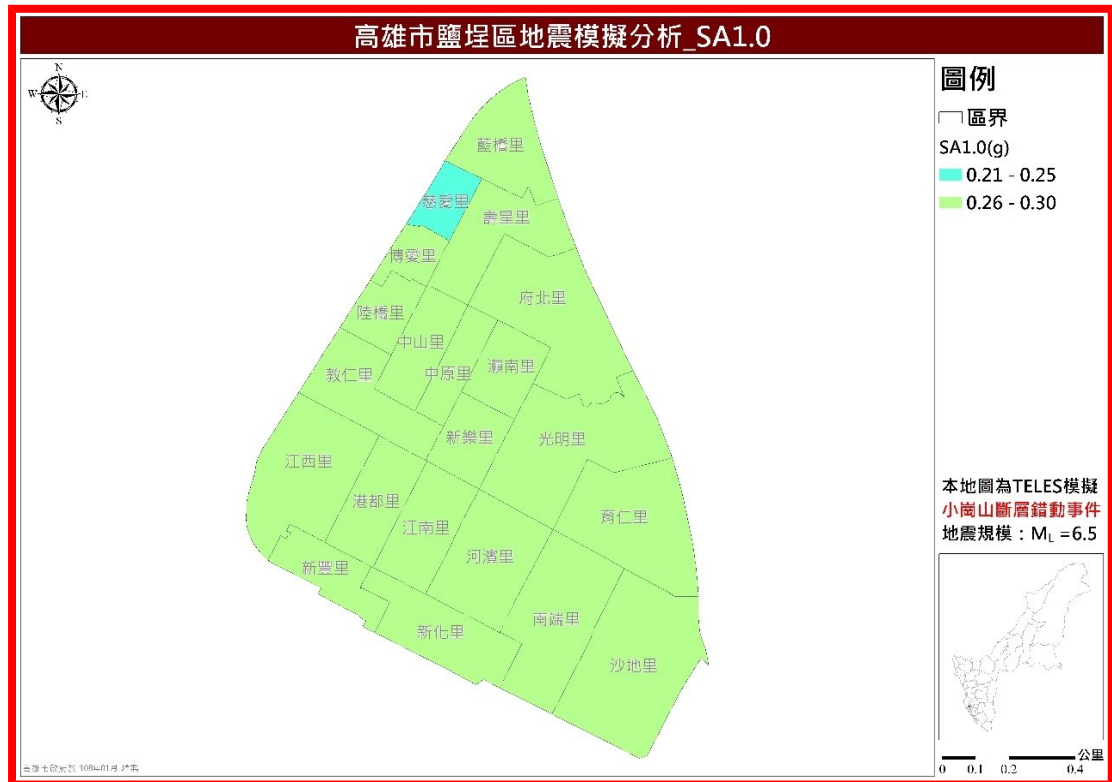 高雄市鹽埕區地震模擬分析_SA1.0
N
W E
S
圖例
區界
SA1.0(g)
0.21 - 0.25
0.26 - 0.30
藍橋里
慈愛里
壽星里
博愛里
府北里
陸橋里
中山里
中原里
瀨南里
教仁里
新樂里
光明里
江西里
港都里
江南里
育仁里
河濱里
新豐里
南端里
新化里
沙地里
本地圖為TELES模擬
小崗山斷層錯動事件
地震規模：ML =6.5
公里
0 0.1 0.2 0.4